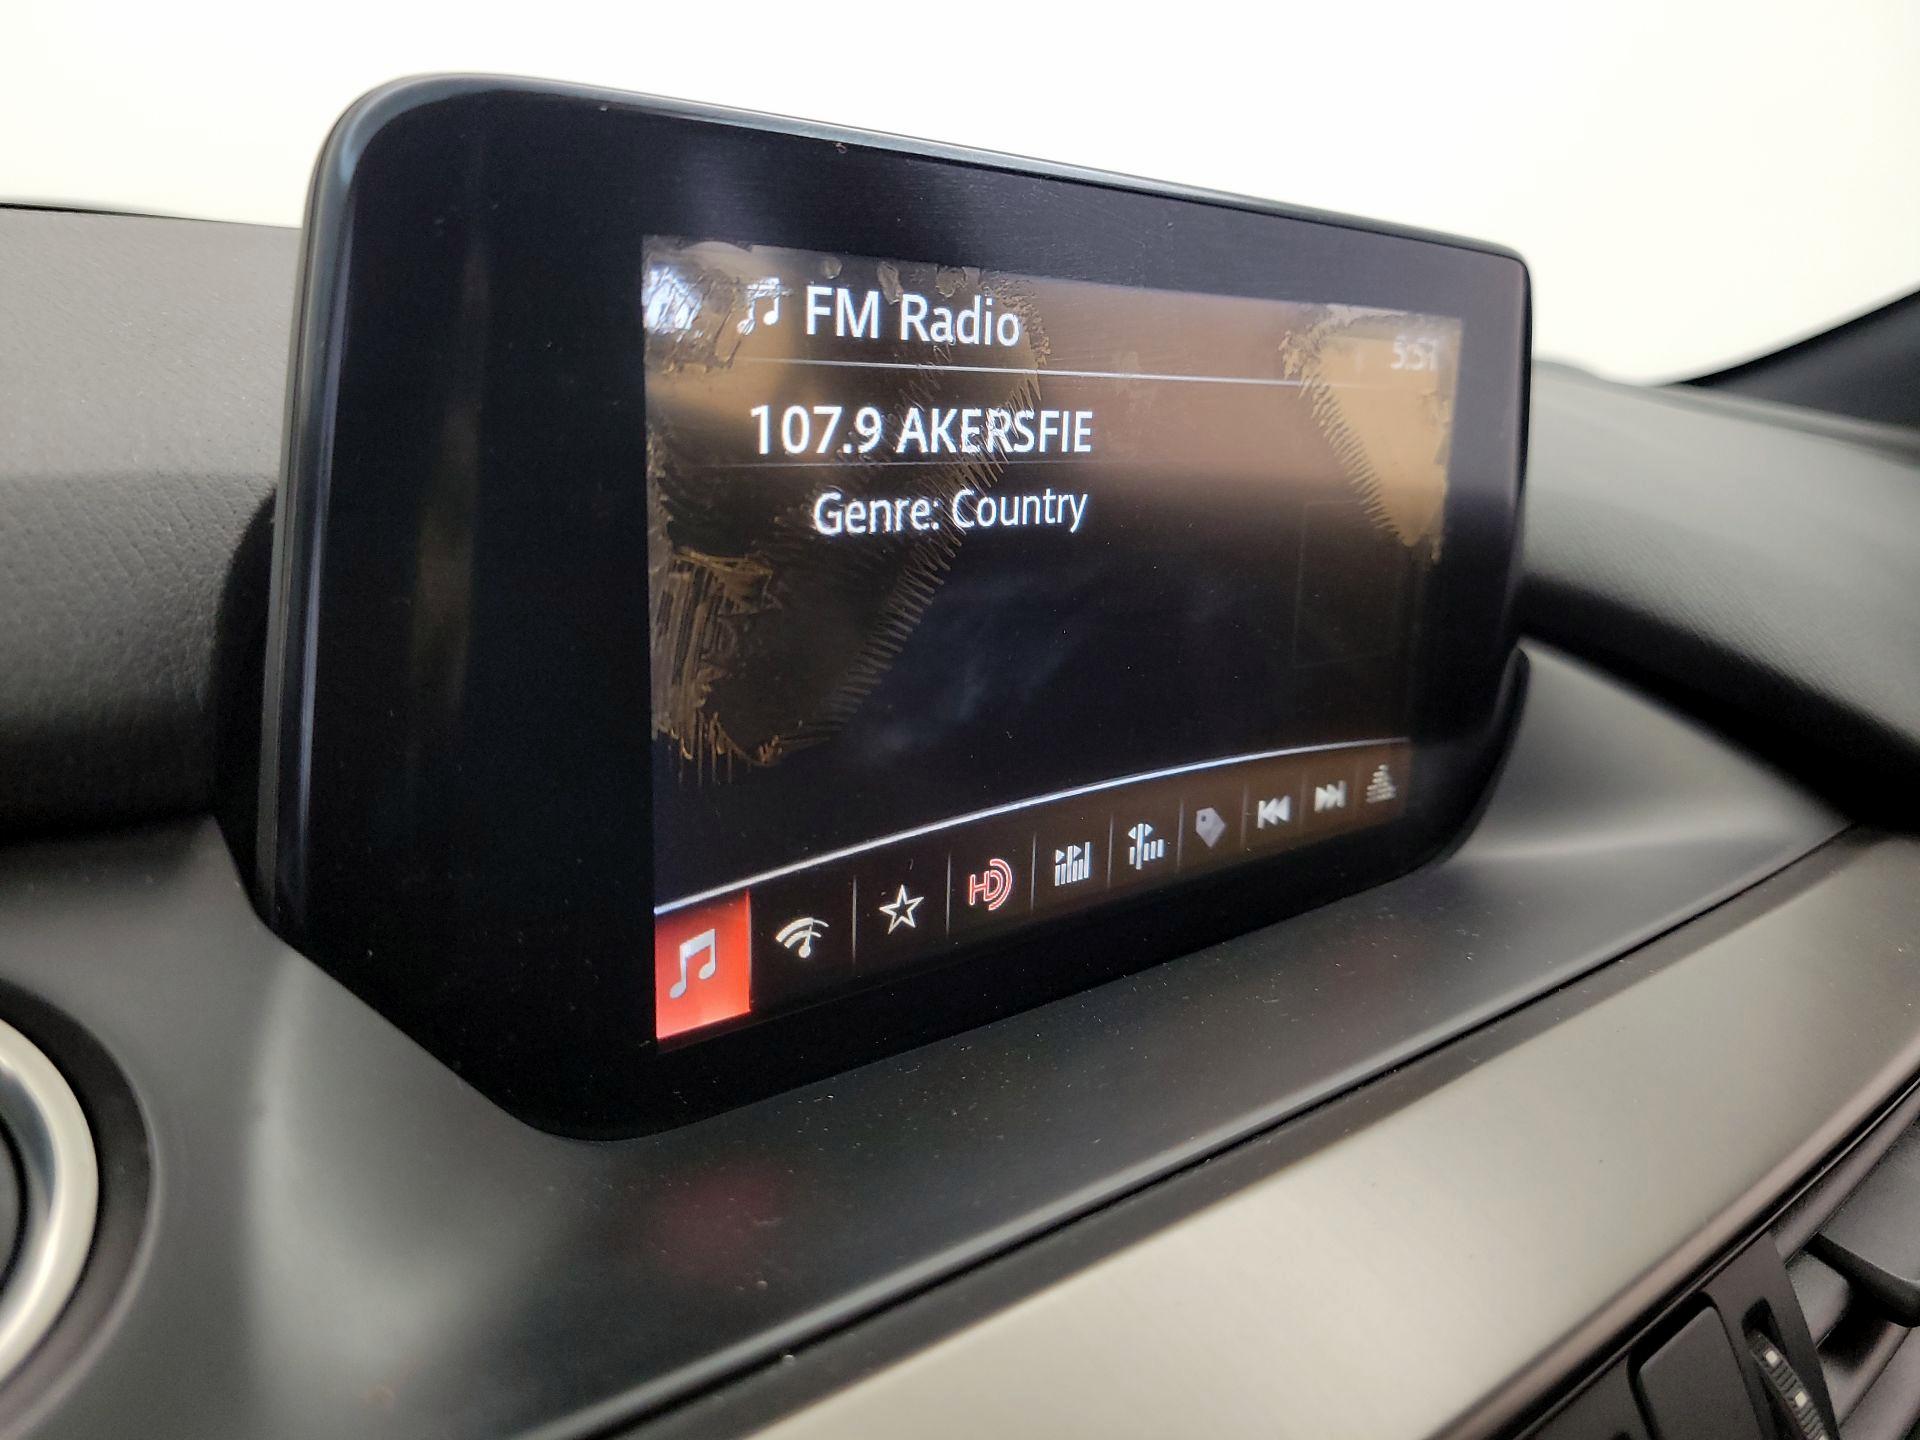 FM Radio
5:51
107.9 AKERSFIE
Genre: Country
HD